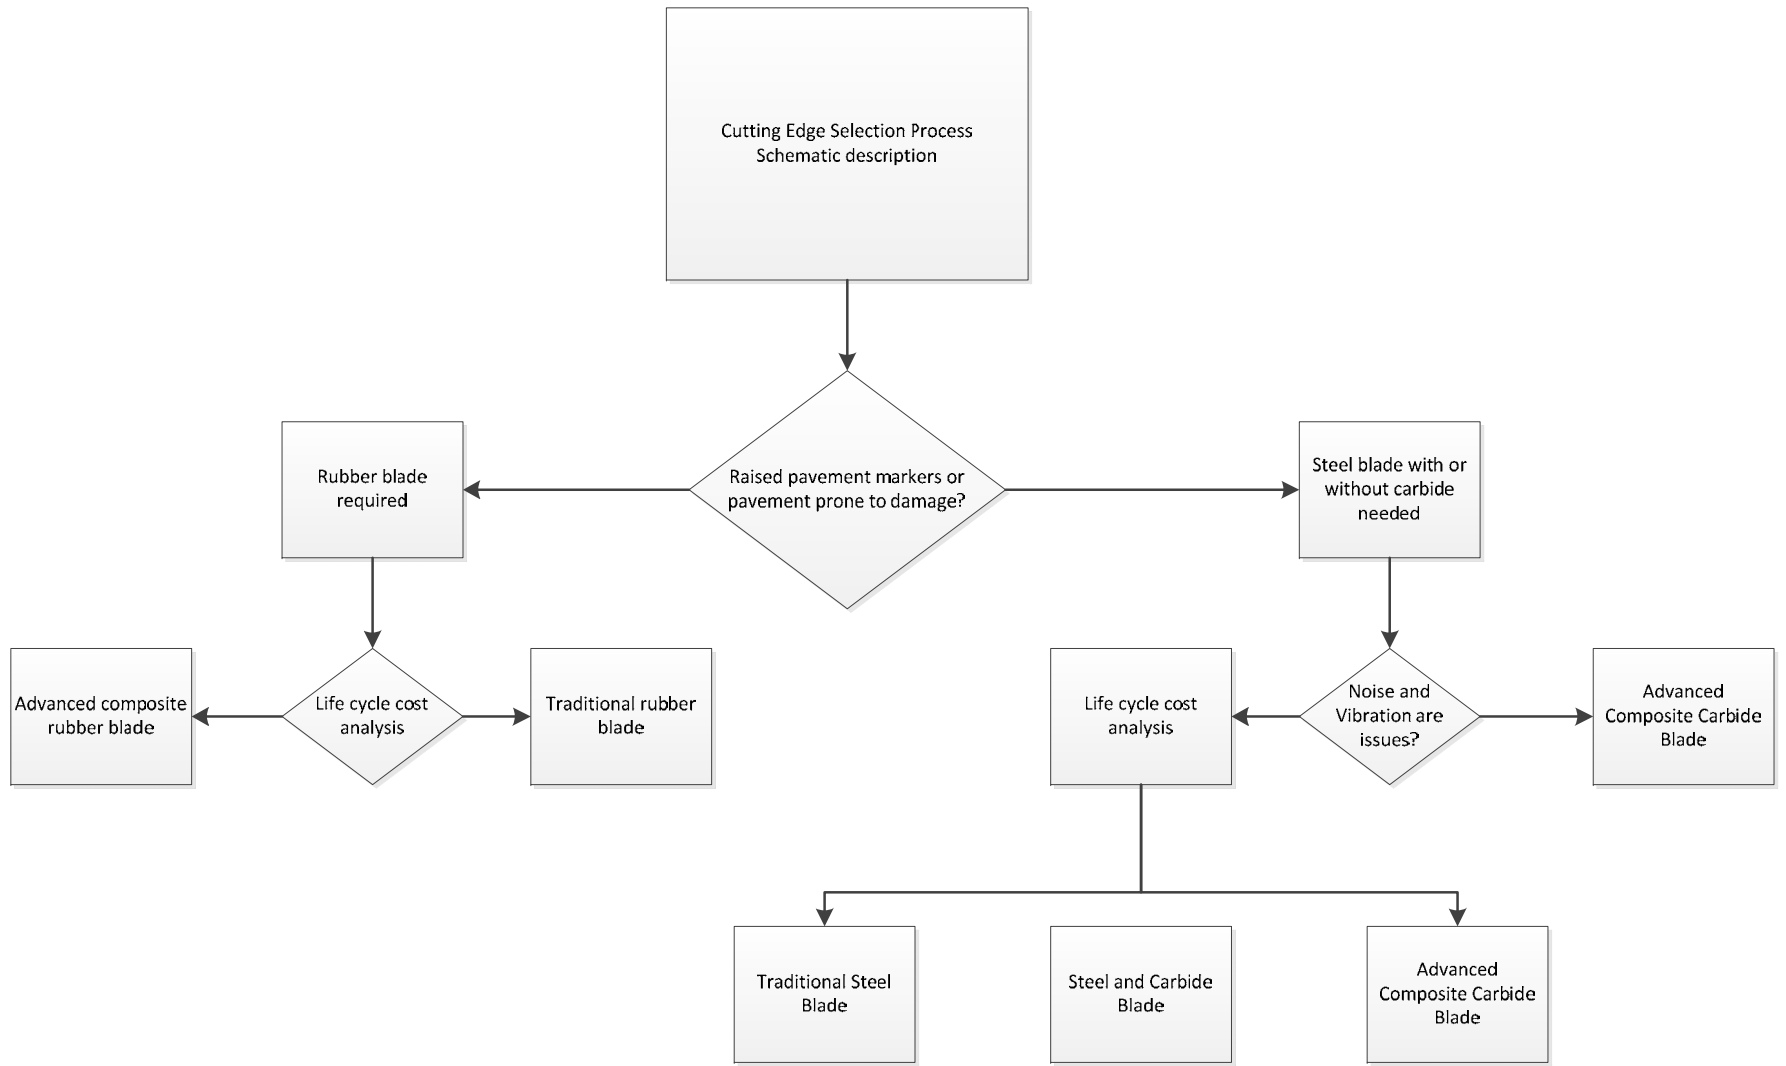 Cutting Edge Selection Process
Schematic description
Raised pavement markers or
pavement prone to damage?
Rubber blade
required
Steel blade with or
without carbide
needed
Advanced composite
rubber blade
Life cycle cost
analysis
Traditional rubber
blade
Life cycle cost
analysis
Noise and
Vibration are
issues?
Advanced
Composite Carbide
Blade
Traditional Steel
Blade
Steel and Carbide
Blade
Advanced
Composite Carbide
Blade